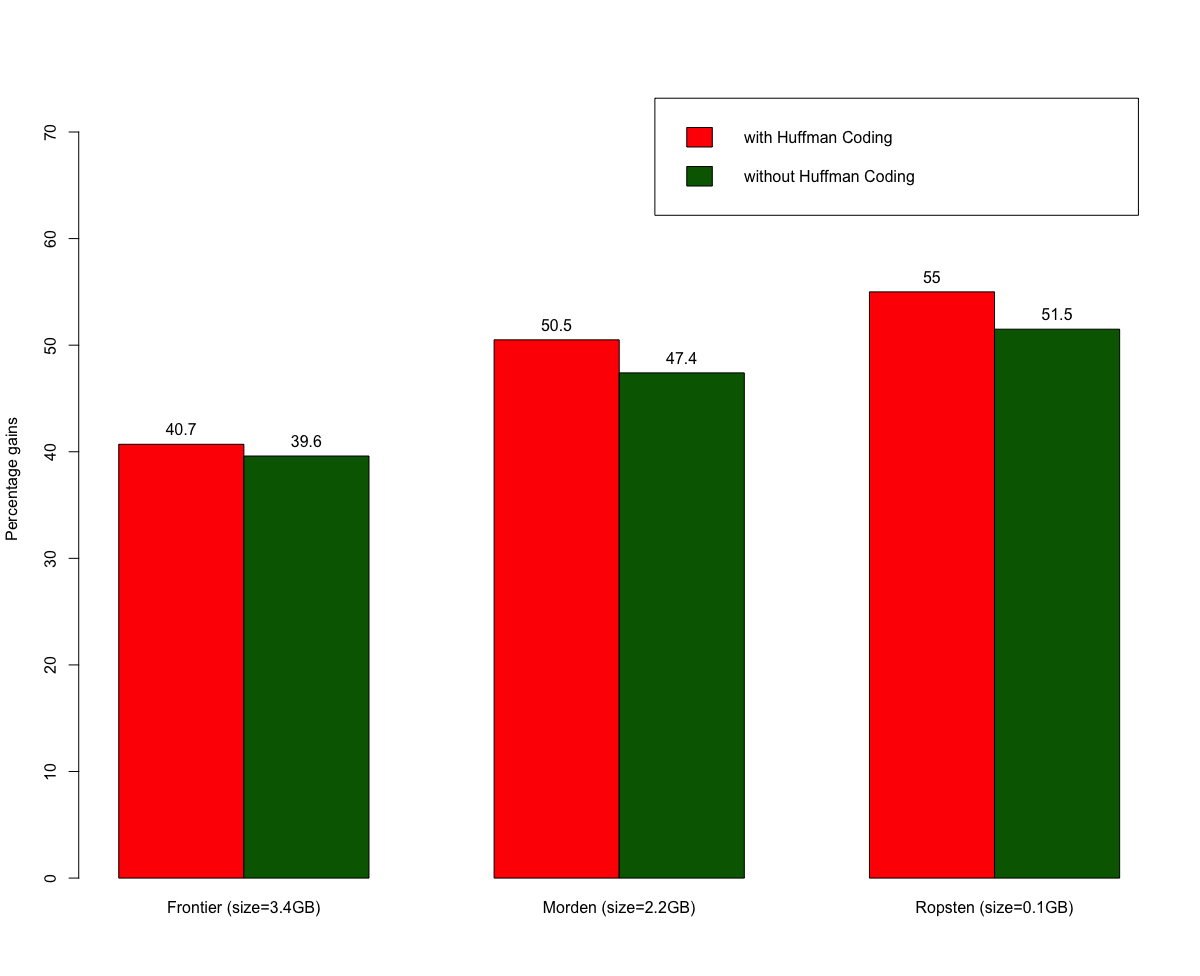 with Huffman Coding
without Huffman Coding
Percentage gains
70
60
50
40
30
20
10
0
40.7
39.6
50.5
47.4
55
51.5
Frontier (size=3.4GB)
Morden (size=2.2GB)
Ropsten (size=0.1GB)